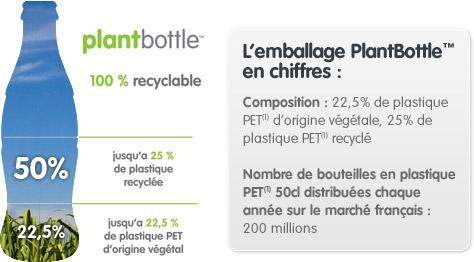 plantbottle™
100 % recyclable
50%
jusqu'a 25 %
de plastique
recyclée
22,5%
jusqu'a 22,5 %
de plastique PET
d'origine végétal
L'emballage PlantBottle™
en chiffres :
Composition : 22,5% de plastique
PET(1) d'origine végétale, 25% de
plastique PET(1) recyclé
Nombre de bouteilles en plastique
PET(1) 50cl distribuées chaque
année sur le marché français :
200 millions